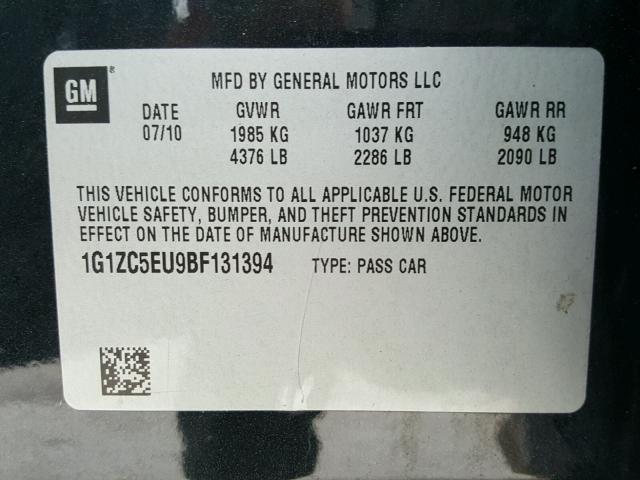 GM®
MFD BY GENERAL MOTORS LLC
DATE GVWR GAWR FRT GAWR RR
07/10 1985 KG 1037 KG 948 KG
4376 LB 2286 LB 2090 LB
THIS VEHICLE CONFORMS TO ALL APPLICABLE U.S. FEDERAL MOTOR
VEHICLE SAFETY, BUMPER, AND THEFT PREVENTION STANDARDS IN
EFFECT ON THE DATE OF MANUFACTURE SHOWN ABOVE.
1G1ZC5EU9BF131394 TYPE: PASS CAR